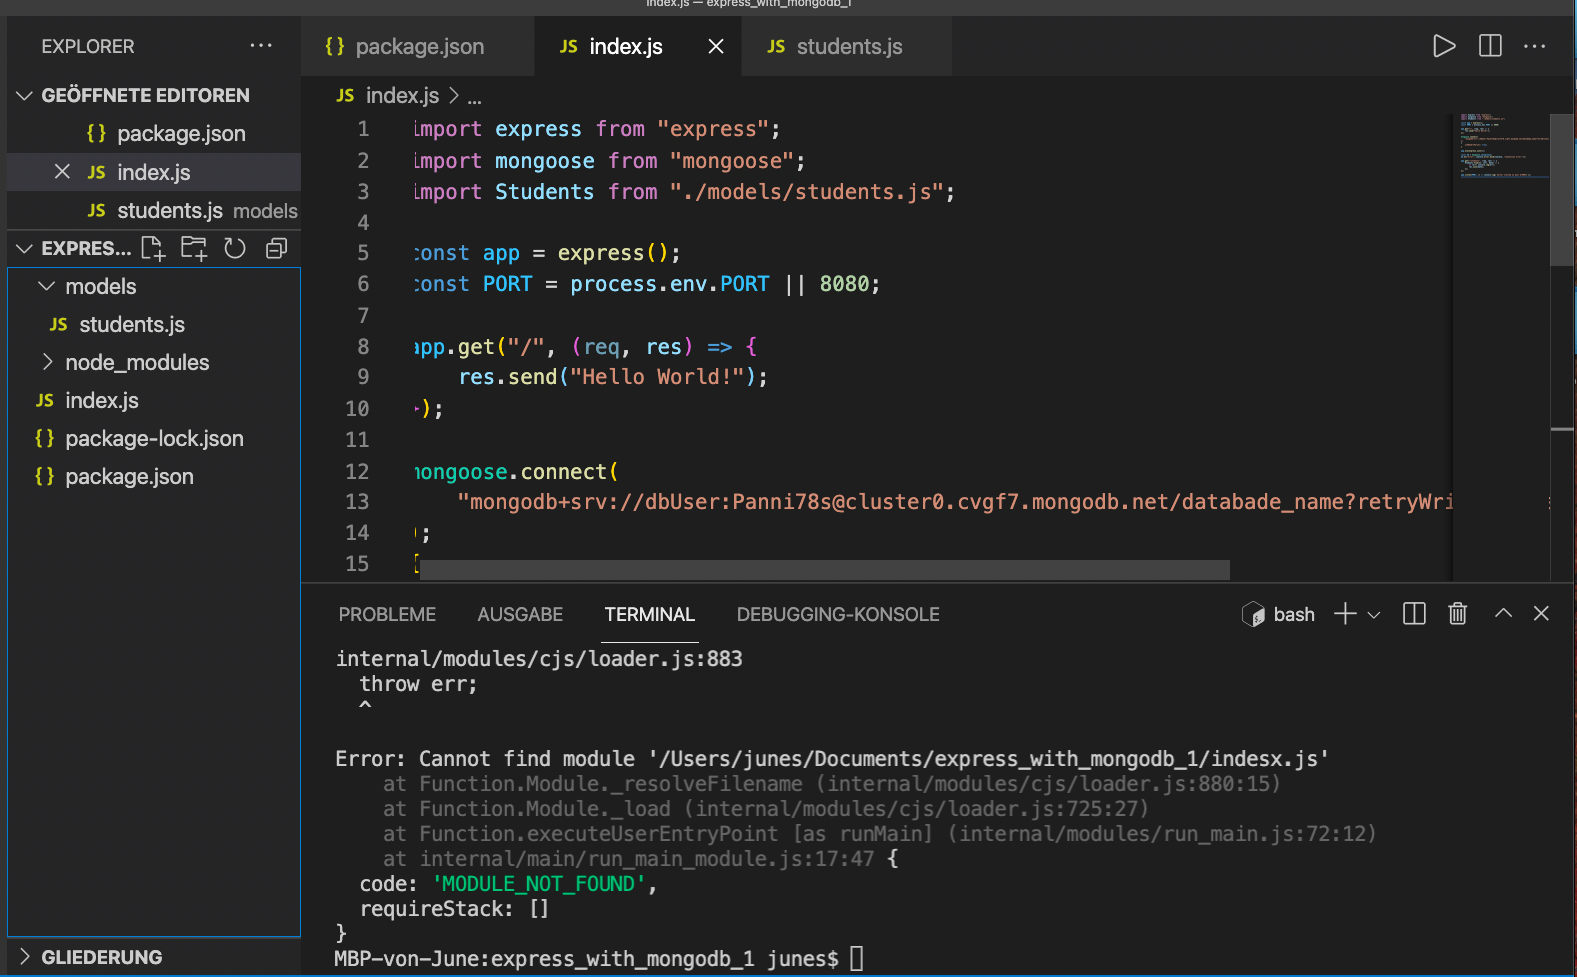 index.js — express_with_mongodb_1
EXPLORER
GEÖFFNETE EDITOREN
{} package.json
JS index.js
JS students.js models
EXPRES...
models
JS students.js
node_modules
JS index.js
{} package-lock.json
{} package.json
GLIEDERUNG
{} package.json
JS index.js
JS students.js
JS index.js > ...
1 import express from "express";
2 import mongoose from "mongoose";
3 import Students from "./models/students.js";
4
5 const app = express();
6 const PORT = process.env.PORT || 8080;
7
8 app.get("/", (req, res) => {
9 res.send("Hello World!");
10 });
11
12 mongoose.connect(
13 "mongodb+srv://dbUser:Panni78s@cluster0.cvgf7.mongodb.net/databade_name?retryWri
14 );
15 {
PROBLEME
AUSGABE
TERMINAL
DEBUGGING-KONSOLE
bash
internal/modules/cjs/loader.js:883
throw err;
^
Error: Cannot find module '/Users/junes/Documents/express_with_mongodb_1/indesx.js'
at Function.Module._resolveFilename (internal/modules/cjs/loader.js:880:15)
at Function.Module._load (internal/modules/cjs/loader.js:725:27)
at Function.executeUserEntryPoint [as runMain] (internal/modules/run_main.js:72:12)
at internal/main/run_main_module.js:17:47 {
code: 'MODULE_NOT_FOUND',
requireStack: []
}
MBP-von-June:express_with_mongodb_1 junes$